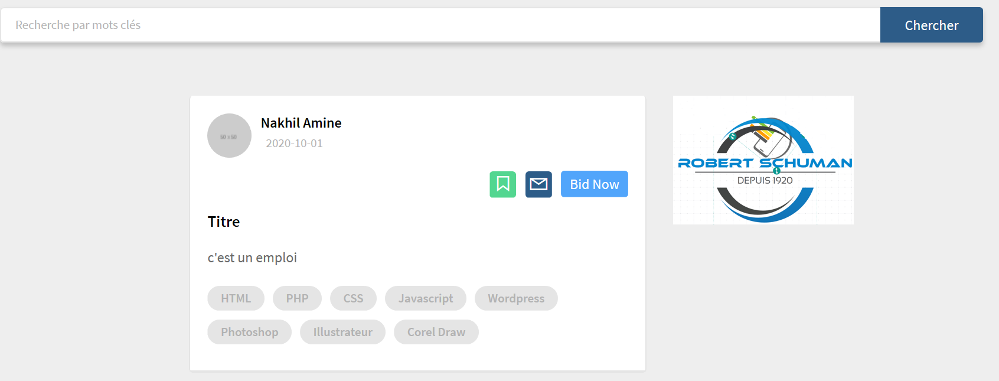 Recherche par mots clés
Chercher
Nakhil Amine
2020-10-01
50 x 50
Bid Now
Titre
c'est un emploi
HTML PHP CSS Javascript Wordpress
Photoshop Illustrateur Corel Draw
ROBERT SCHUMAN
DEPUIS 1920